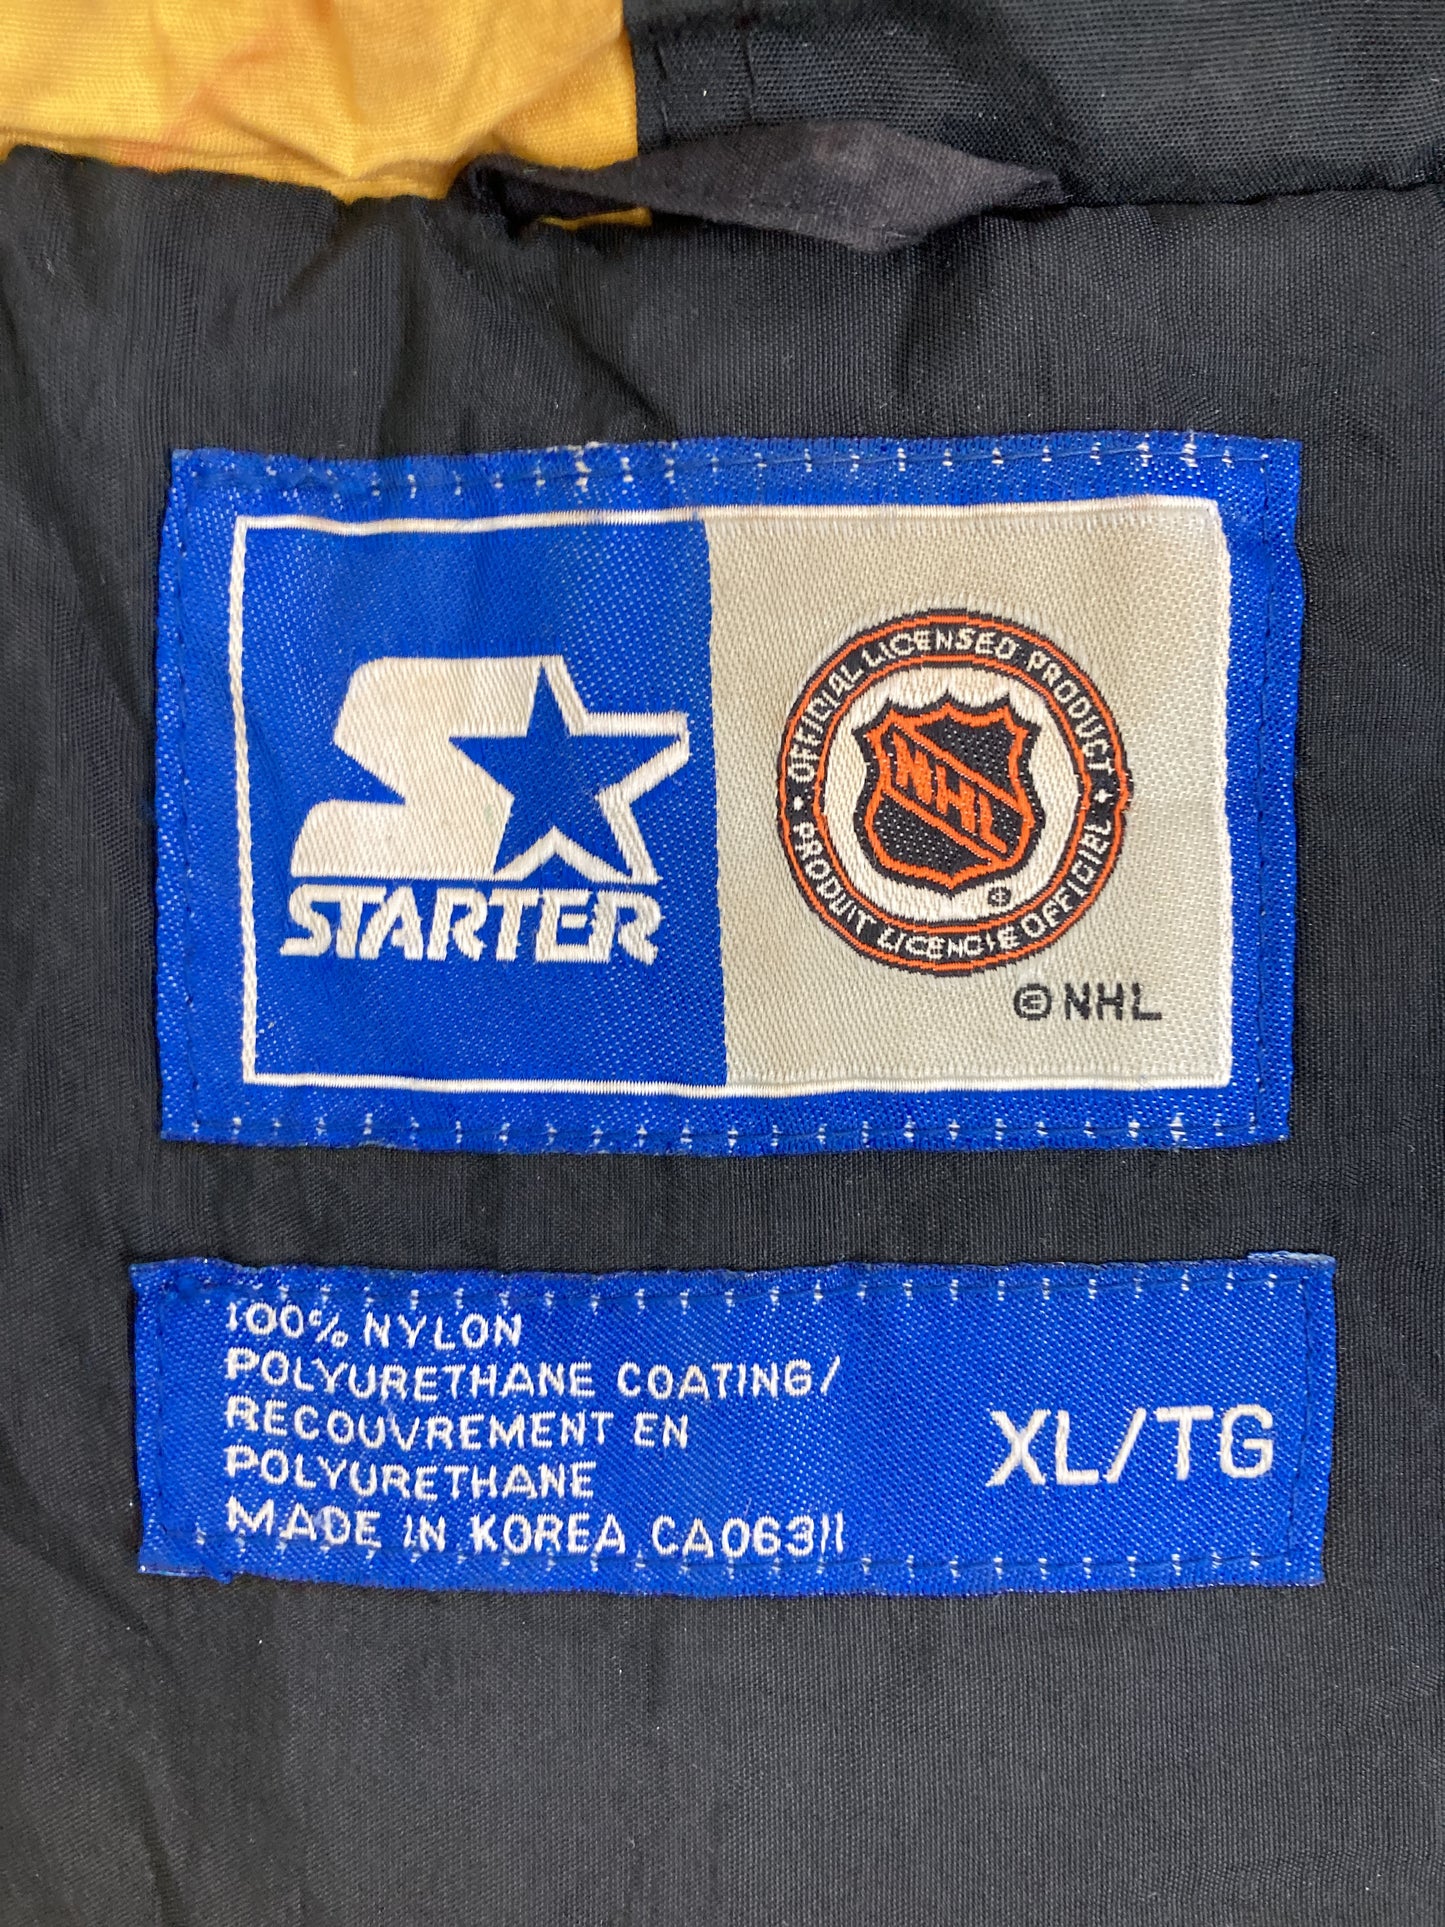 STARTER
OFFICIAL LICENSED PRODUCT
NHL
PRODUIT LICENCIE OFFICIEL
© NHL
100% NYLON
POLYURETHANE COATING/
RECOUVREMENT EN
POLYURETHANE
MADE IN KOREA CA06311
XL/TG